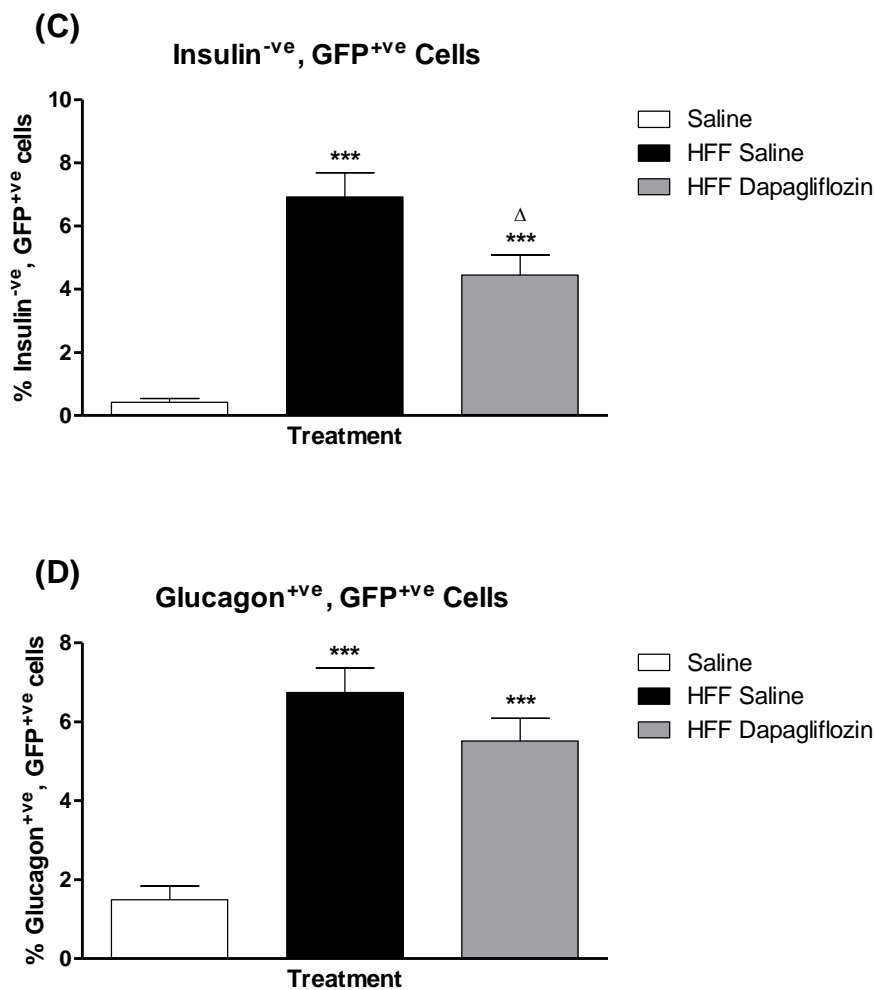 (C)
Insulin⁻ᵛᵉ, GFP⁺ᵛᵉ Cells
% Insulin⁻ᵛᵉ, GFP⁺ᵛᵉ cells
10
8
6
4
2
0
***
Δ
***
Treatment
Saline
HFF Saline
HFF Dapagliflozin
(D)
Glucagon⁺ᵛᵉ, GFP⁺ᵛᵉ Cells
% Glucagon⁺ᵛᵉ, GFP⁺ᵛᵉ cells
8
6
4
2
0
***
***
Treatment
Saline
HFF Saline
HFF Dapagliflozin